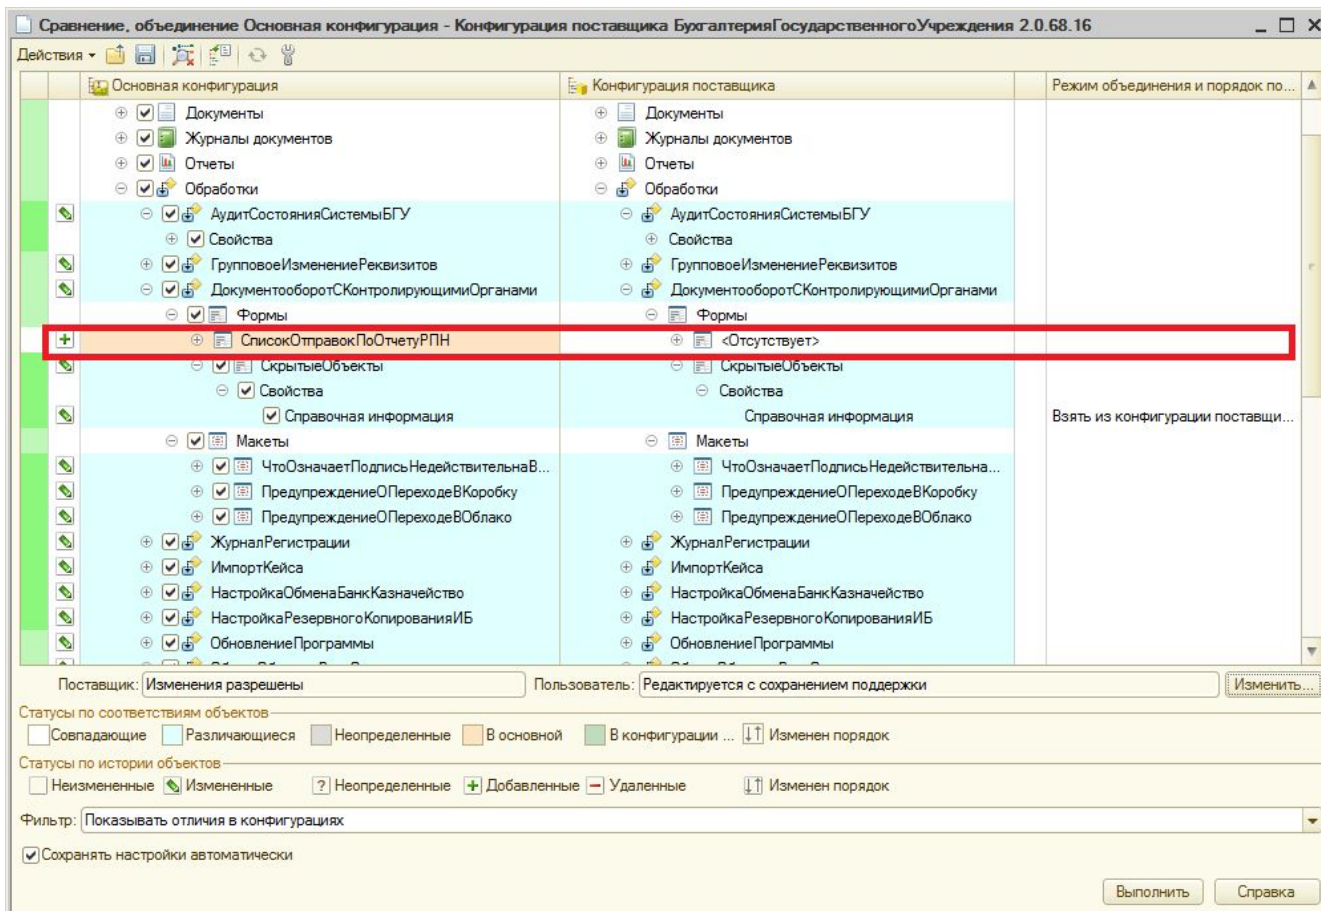 Сравнение, объединение Основная конфигурация - Конфигурация поставщика БухгалтерияГосударственногоУчреждения 2.0.68.16
Действия
Основная конфигурация Конфигурация поставщика Режим объединения и порядок по...
Документы Документы
Журналы документов Журналы документов
Отчеты Отчеты
Обработки Обработки
АудитСостоянияСистемыБГУ АудитСостоянияСистемыБГУ
Свойства Свойства
ГрупповоеИзменениеРеквизитов ГрупповоеИзменениеРеквизитов
ДокументооборотСКонтролирующимиОрганами ДокументооборотСКонтролирующимиОрганами
Формы Формы
СписокОтправокПоОтчетуРПН <Отсутствует>
СкрытыеОбъекты СкрытыеОбъекты
Свойства Свойства
Справочная информация Справочная информация Взять из конфигурации поставщи...
Макеты Макеты
ЧтоОзначаетПодписьНедействительнаВ... ЧтоОзначаетПодписьНедействительна...
ПредупреждениеОПереходеВКоробку ПредупреждениеОПереходеВКоробку
ПредупреждениеОПереходеВОблако ПредупреждениеОПереходеВОблако
ЖурналРегистрации ЖурналРегистрации
ИмпортКейса ИмпортКейса
НастройкаОбменаБанкКазначейство НастройкаОбменаБанкКазначейство
НастройкаРезервногоКопированияИБ НастройкаРезервногоКопированияИБ
ОбновлениеПрограммы ОбновлениеПрограммы
Поставщик: Изменения разрешены Пользователь: Редактируется с сохранением поддержки Изменить...
Статусы по соответствиям объектов
Совпадающие Различающиеся Неопределенные В основной В конфигурации ... Изменен порядок
Статусы по истории объектов
Неизмененные Измененные ? Неопределенные Добавленные Удаленные Изменен порядок
Фильтр: Показывать отличия в конфигурациях
Сохранять настройки автоматически
Выполнить Справка